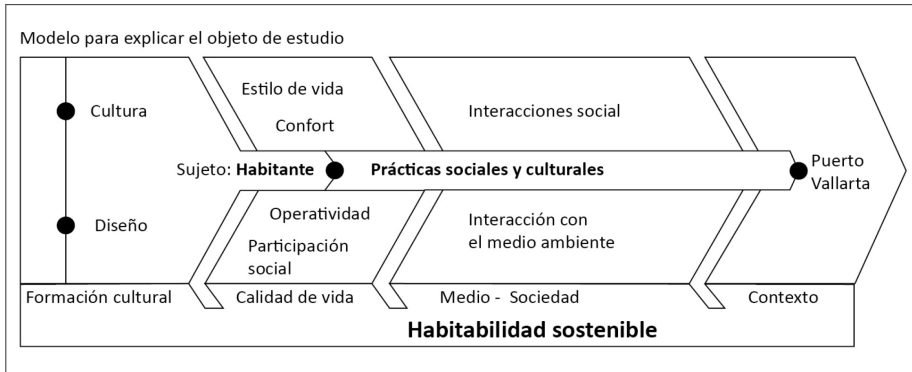 Modelo para explicar el objeto de estudio
Estilo de vida
Cultura
Interacciones social
Confort
Sujeto: Habitante
Prácticas sociales y culturales
Puerto
Vallarta
Operatividad
Diseño
Interacción con
el medio ambiente
Participación
social
Formación cultural
Calidad de vida
Medio - Sociedad
Contexto
Habitabilidad sostenible